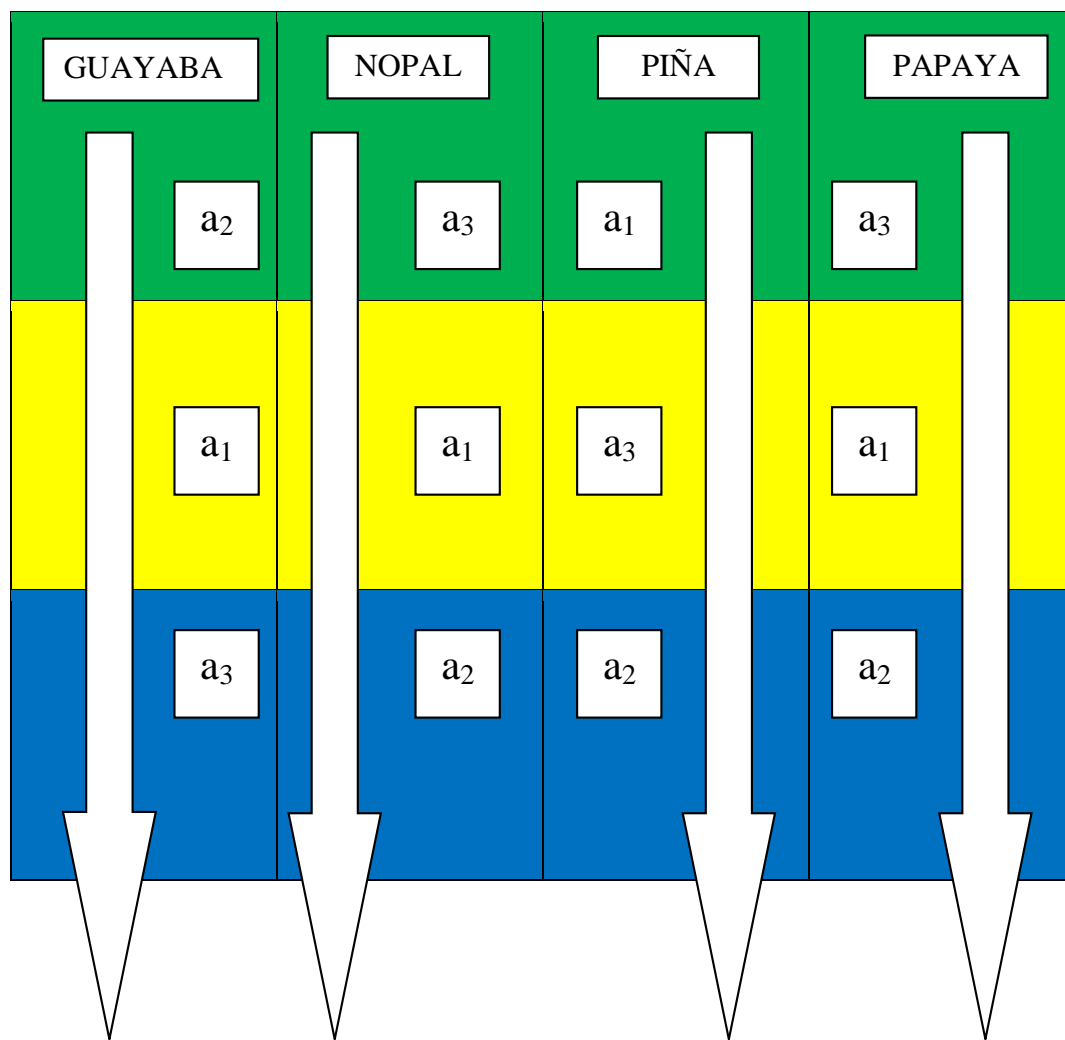 GUAYABA NOPAL PIÑA PAPAYA
a₂ a₃ a₁ a₃
a₁ a₁ a₃ a₁
a₃ a₂ a₂ a₂